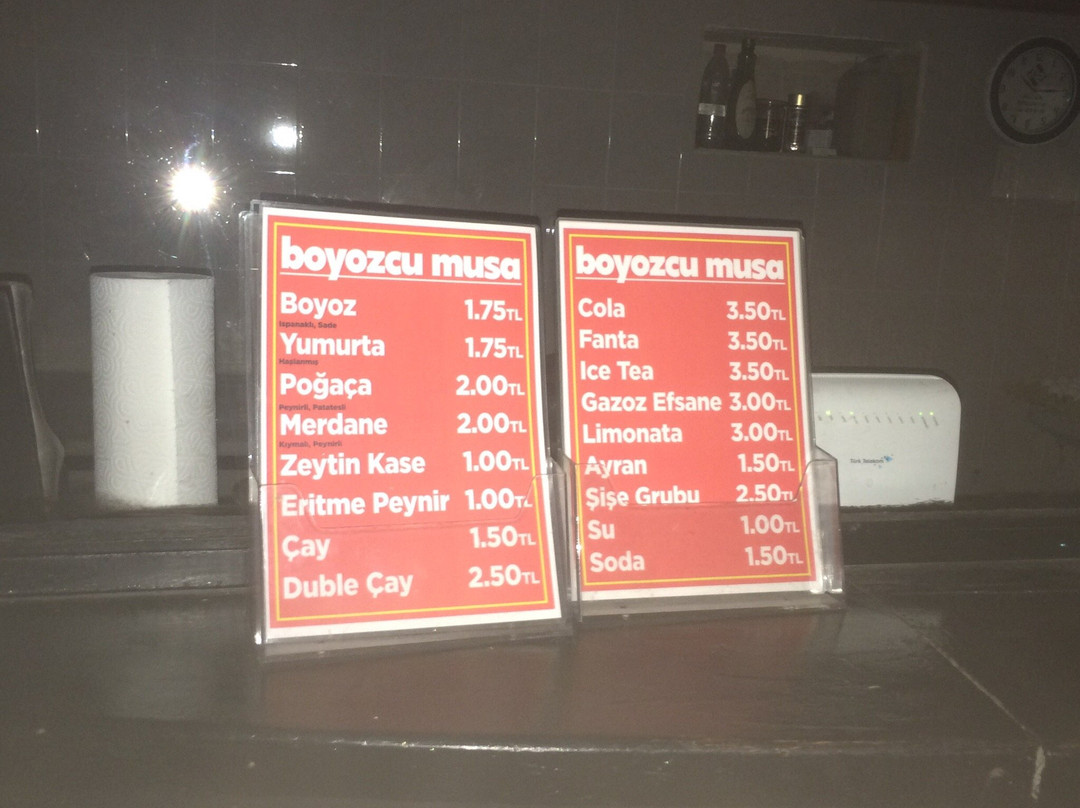 boyozcu musa
Boyoz 1.75TL
Ispanaklı, Sade
Yumurta 1.75TL
Haşlanmış
Poğaça 2.00TL
Peynirli, Patatesli
Merdane 2.00TL
Kıymalı, Peynirli
Zeytin Kase 1.00TL
Eritme Peynir 1.00TL
Çay 1.50TL
Duble Çay 2.50TL
boyozcu musa
Cola 3.50TL
Fanta 3.50TL
Ice Tea 3.50TL
Gazoz Efsane 3.00TL
Limonata 3.00TL
Ayran 1.50TL
Şişe Grubu 2.50TL
Su 1.00TL
Soda 1.50TL
Türk Telekom